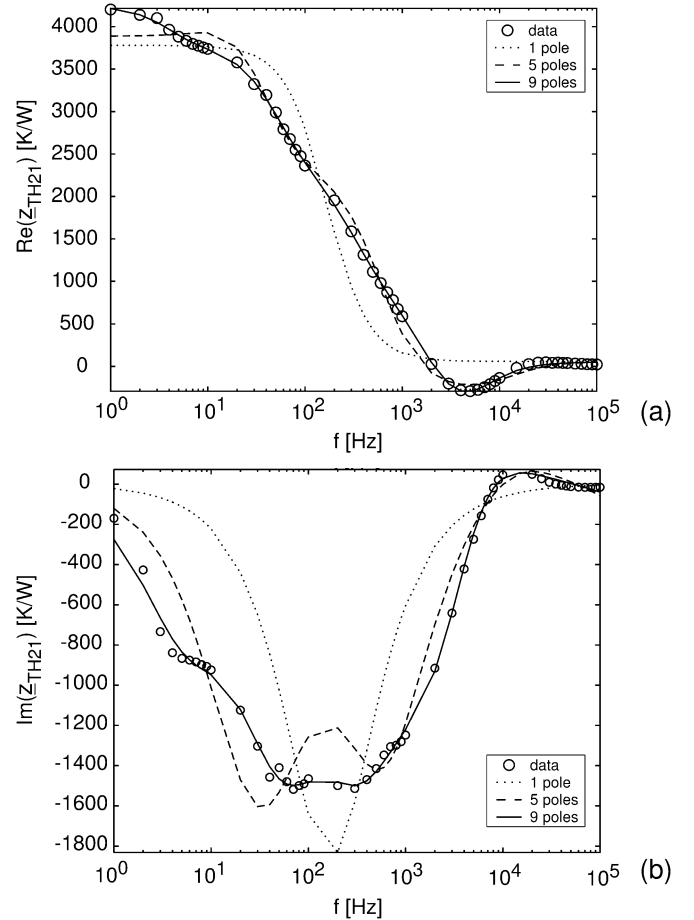 4000
3500
3000
2500
2000
1500
1000
500
0
Re(z_TH21) [K/W]
data
1 pole
5 poles
9 poles
10^0 10^1 10^2 10^3 10^4 10^5
f [Hz]
(a)
0
-200
-400
-600
-800
-1000
-1200
-1400
-1600
-1800
Im(z_TH21) [K/W]
data
1 pole
5 poles
9 poles
10^0 10^1 10^2 10^3 10^4 10^5
f [Hz]
(b)